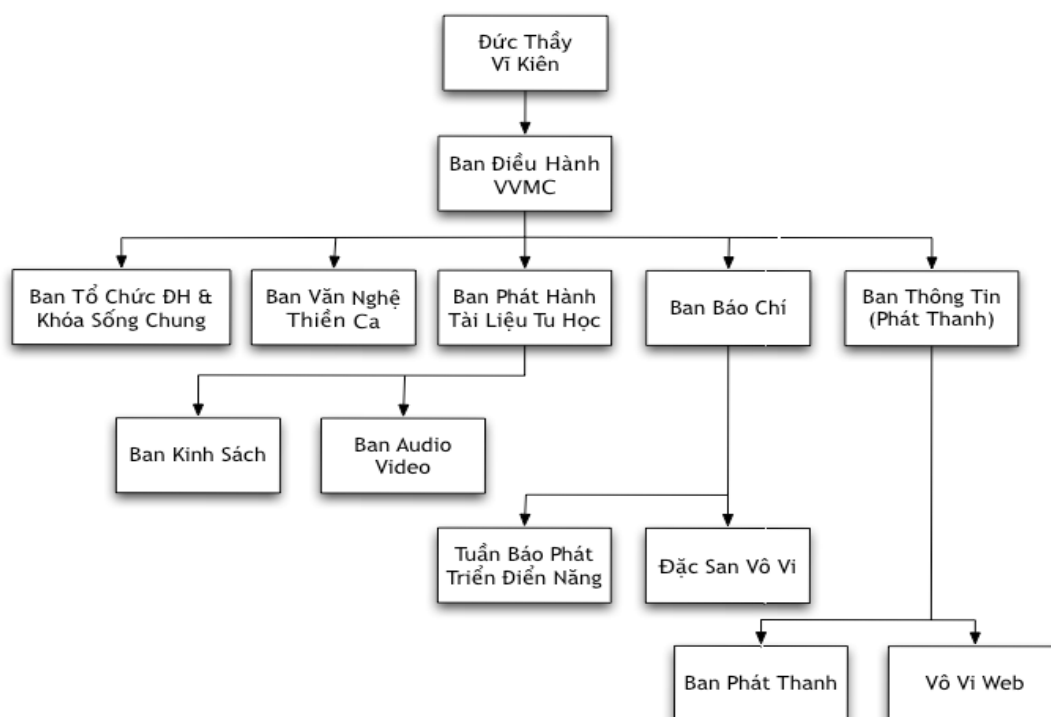 Đức Thầy
Vĩ Kiên
Ban Điều Hành
VVMC
Ban Tổ Chức ĐH &
Khóa Sống Chung
Ban Văn Nghệ
Thiền Ca
Ban Phát Hành
Tài Liệu Tu Học
Ban Báo Chí
Ban Thông Tin
(Phát Thanh)
Ban Kinh Sách
Ban Audio
Video
Tuần Báo Phát
Triển Điển Năng
Đặc San Vô Vi
Ban Phát Thanh
Vô Vi Web